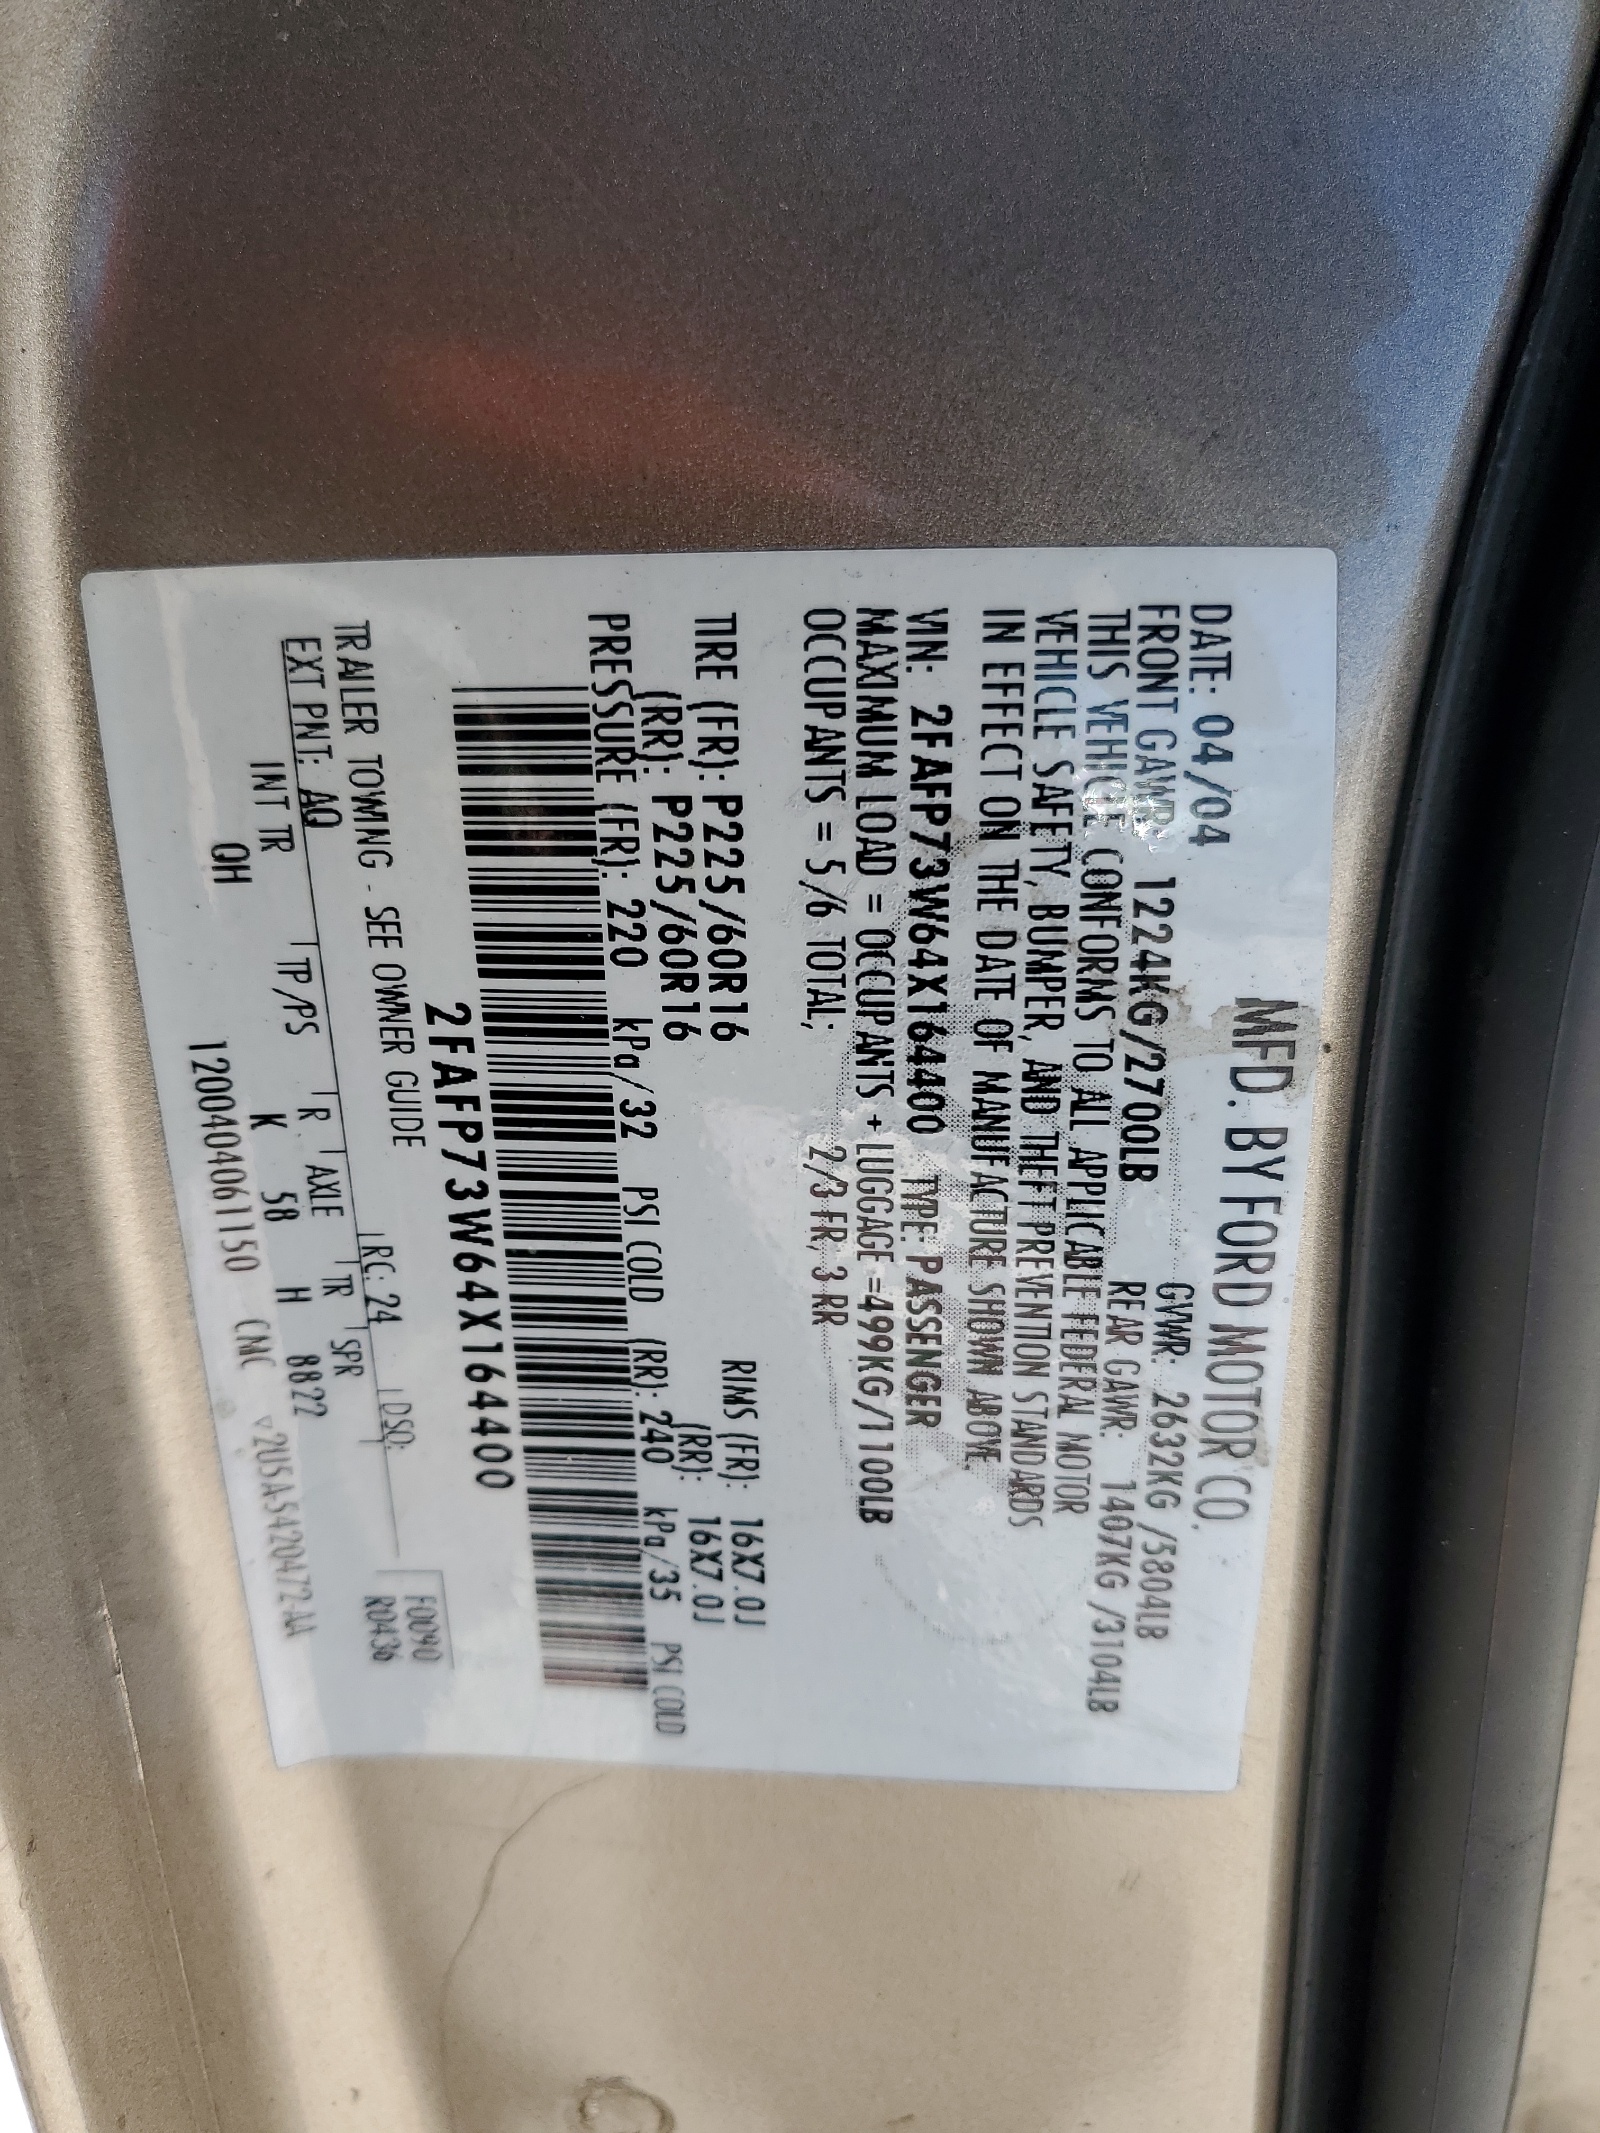 MFD. BY FORD MOTOR CO.
DATE: 04/04 GVWR: 2632KG /5804LB
FRONT GAWR: 1224KG/2700LB REAR GAWR: 1407KG /3104LB
THIS VEHICLE CONFORMS TO ALL APPLICABLE FEDERAL MOTOR
VEHICLE SAFETY, BUMPER, AND THEFT PREVENTION STANDARDS
IN EFFECT ON THE DATE OF MANUFACTURE SHOWN ABOVE.
VIN: 2FAFP73W64X164400 TYPE: PASSENGER
MAXIMUM LOAD = OCCUPANTS + LUGGAGE =499KG/1100LB
OCCUPANTS = 5/6 TOTAL; 2/3 FR, 3 RR
TIRE (FR): P225/60R16 RIMS (FR): 16X7.0J
(RR): P225/60R16 (RR): 16X7.0J
PRESSURE (FR): 220 kPa/32 PSI COLD (RR): 240 kPa/35 PSI COLD
2FAFP73W64X164400
TRAILER TOWING - SEE OWNER GUIDE
F0090
R0436
EXT PNT: AQ RC: 24 DSO:
INT TR TP/PS R AXLE TR SPR
QH K 58 H 8822
1200404061150 CMC ▽2U5A5420472AA